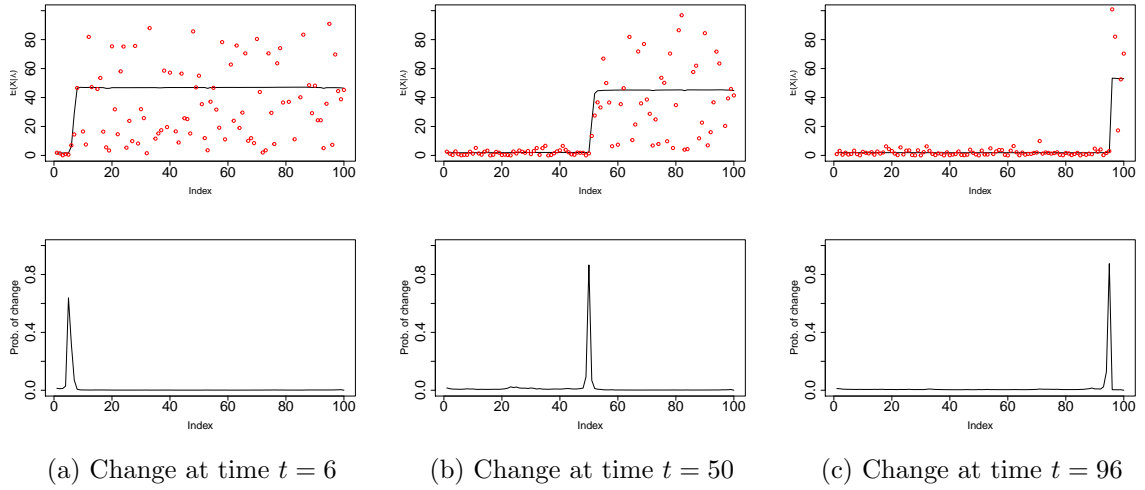 E(X|λ)
0 20 40 60 80
0 20 40 60 80 100
Index
E(X|λ)
0 20 40 60 80
0 20 40 60 80 100
Index
E(X|λ)
0 20 40 60 80
0 20 40 60 80 100
Index
Prob. of change
0.0 0.4 0.8
0 20 40 60 80 100
Index
Prob. of change
0.0 0.4 0.8
0 20 40 60 80 100
Index
Prob. of change
0.0 0.4 0.8
0 20 40 60 80 100
Index
(a) Change at time t = 6
(b) Change at time t = 50
(c) Change at time t = 96